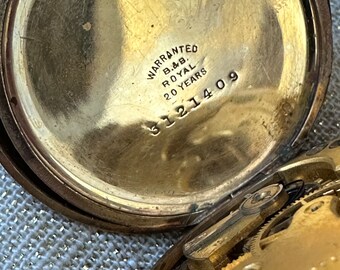 WARRANTED
B.&B.
ROYAL
20 YEARS
3121409